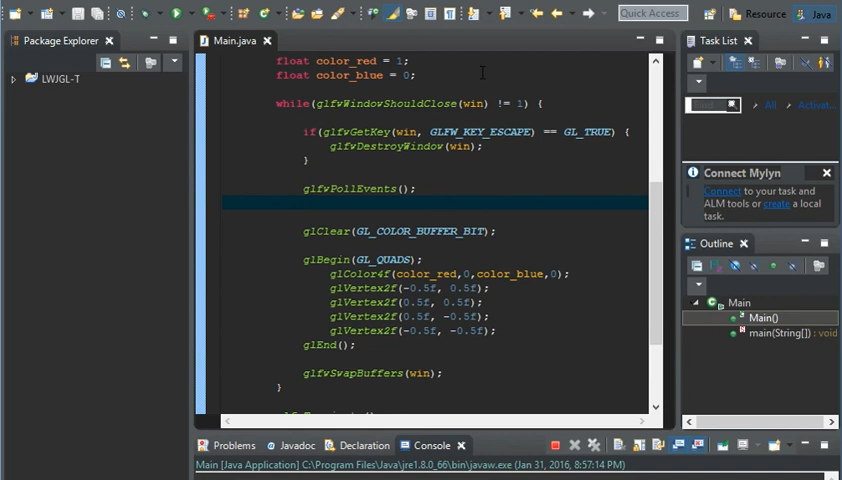 Quick Access
Resource
Java
Package Explorer
LWJGL-T
Main.java
float color_red = 1;
float color_blue = 0;
while(glfwWindowShouldClose(win) != 1) {
if(glfwGetKey(win, GLFW_KEY_ESCAPE) == GL_TRUE) {
glfwDestroyWindow(win);
}
glfwPollEvents();
glClear(GL_COLOR_BUFFER_BIT);
glBegin(GL_QUADS);
glColor4f(color_red,0,color_blue,0);
glVertex2f(-0.5f, 0.5f);
glVertex2f(0.5f, 0.5f);
glVertex2f(0.5f, -0.5f);
glVertex2f(-0.5f, -0.5f);
glEnd();
glfwSwapBuffers(win);
}
Task List
All
Activat...
Connect Mylyn
Connect to your task and
ALM tools or create a local
task.
Outline
Main
Main()
main(String[]) : void
Problems
Javadoc
Declaration
Console
Main [Java Application] C:\Program Files\Java\jre1.8.0_66\bin\javaw.exe (Jan 31, 2016, 8:57:14 PM)